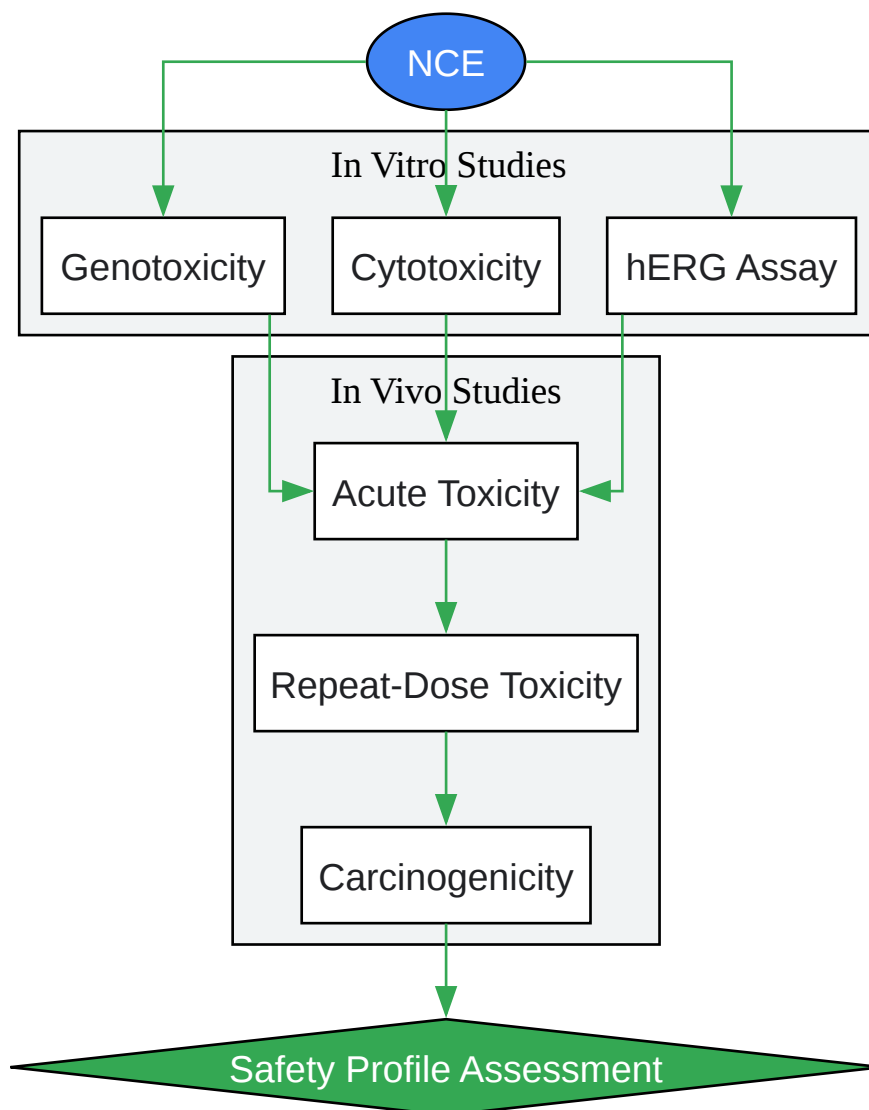 NCE
In Vitro Studies
Genotoxicity
Cytotoxicity
hERG Assay
In Vivo Studies
Acute Toxicity
Repeat-Dose Toxicity
Carcinogenicity
Safety Profile Assessment